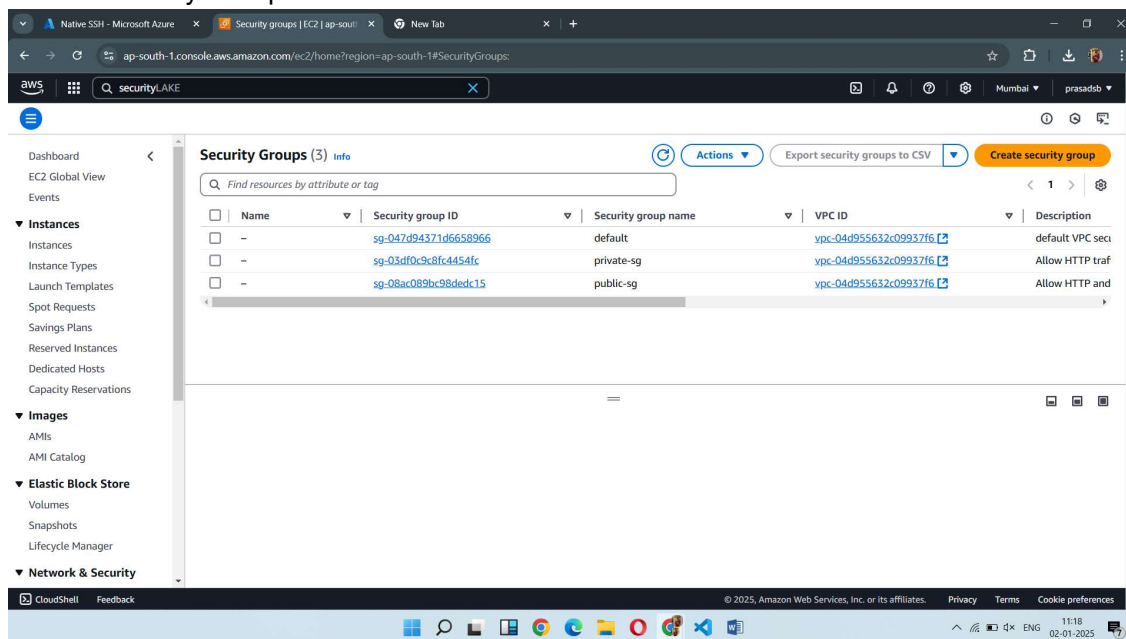 Native SSH - Microsoft Azure
Security groups | EC2 | ap-sout
New Tab
ap-south-1.console.aws.amazon.com/ec2/home?region=ap-south-1#SecurityGroups:
aws
securityLAKE
Mumbai
prasadsb
Dashboard
EC2 Global View
Events
Instances
Instances
Instance Types
Launch Templates
Spot Requests
Savings Plans
Reserved Instances
Dedicated Hosts
Capacity Reservations
Images
AMIs
AMI Catalog
Elastic Block Store
Volumes
Snapshots
Lifecycle Manager
Network & Security
Security Groups (3) Info
Actions
Export security groups to CSV
Create security group
Find resources by attribute or tag
1
Name Security group ID Security group name VPC ID Description
– sg-047d94371d6658966 default vpc-04d955632c09937f6 default VPC secu
– sg-03df0c9c8fc4454fc private-sg vpc-04d955632c09937f6 Allow HTTP traf
– sg-08ac089bc98dedc15 public-sg vpc-04d955632c09937f6 Allow HTTP and
CloudShell Feedback © 2025, Amazon Web Services, Inc. or its affiliates. Privacy Terms Cookie preferences
ENG
11:18
02-01-2025